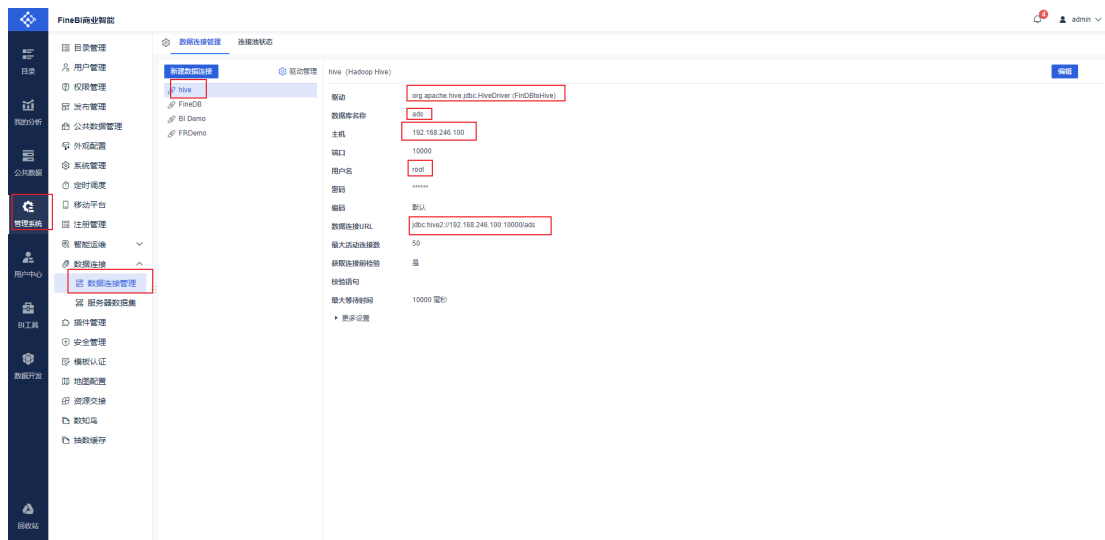 FineBI商业智能
4
admin
目录
我的分析
公共数据
管理系统
用户中心
BI工具
数据开发
回收站
目录管理
用户管理
权限管理
发布管理
公共数据管理
外观配置
系统管理
定时调度
移动平台
注册管理
智能运维
数据连接
数据连接管理
服务器数据集
插件管理
安全管理
模板认证
地图配置
资源交接
数知鸟
抽数缓存
数据连接管理 连接池状态
新建数据连接 驱动管理
hive
FineDB
BI Demo
FRDemo
hive（Hadoop Hive） 编辑
驱动 org.apache.hive.jdbc.HiveDriver (FinDBtoHive)
数据库名称 ads
主机 192.168.246.100
端口 10000
用户名 root
密码 ******
编码 默认
数据连接URL jdbc:hive2://192.168.246.100:10000/ads
最大活动连接数 50
获取连接前检验 是
校验语句
最大等待时间 10000 毫秒
更多设置